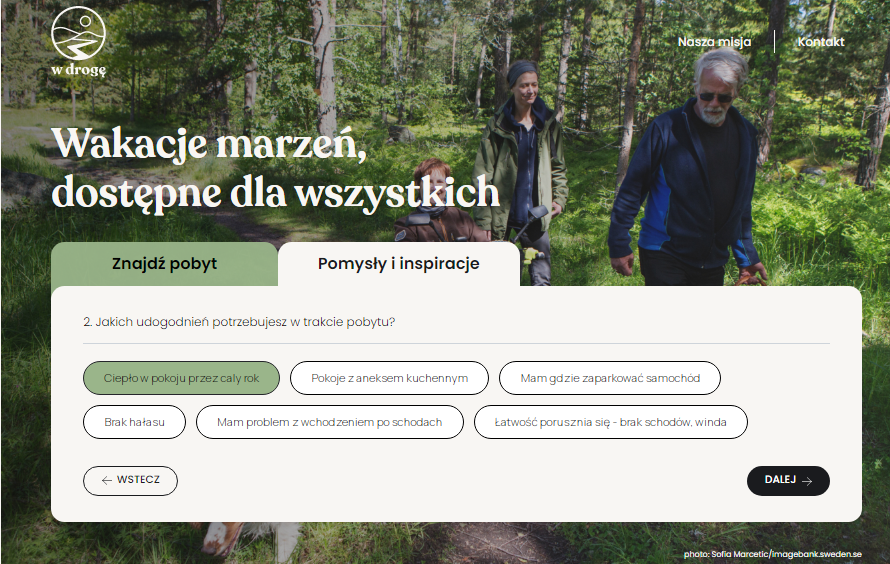 w drogę
Nasza misja
Kontakt
Wakacje marzeń,
dostępne dla wszystkich
Znajdź pobyt
Pomysły i inspiracje
2. Jakich udogodnień potrzebujesz w trakcie pobytu?
Ciepło w pokoju przez cały rok
Pokoje z aneksem kuchennym
Mam gdzie zaparkować samochód
Brak hałasu
Mam problem z wchodzeniem po schodach
Łatwość porusznia się - brak schodów, winda
← WSTECZ
DALEJ →
photo: Sofia Marcetic/imagebank.sweden.se